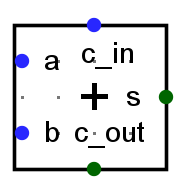 c_in
a
+ s
b c_out